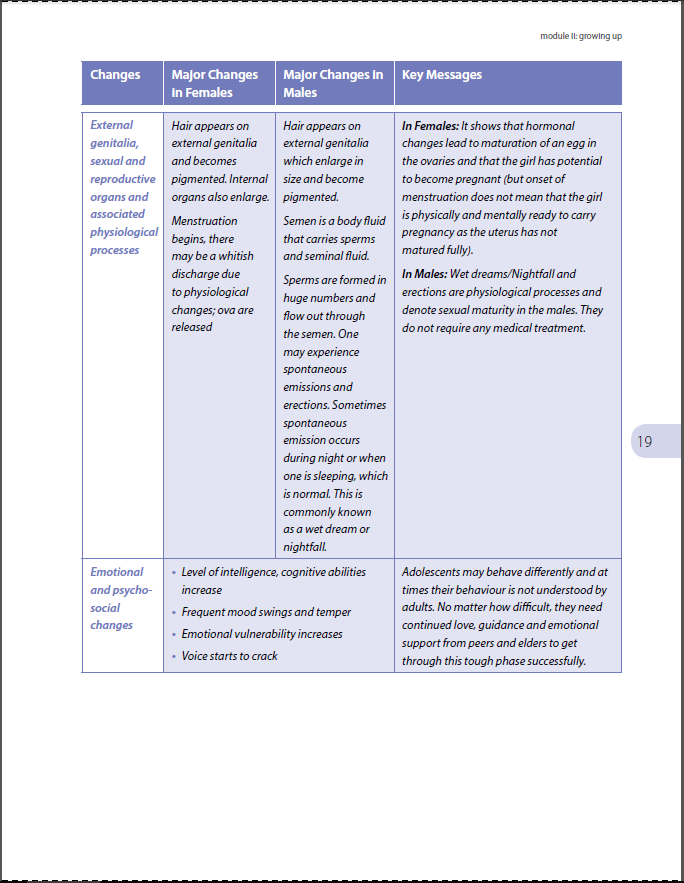 module II: growing up
Changes
Major Changes
In Females
Major Changes In
Males
Key Messages
External
genitalia,
sexual and
reproductive
organs and
associated
physiological
processes
Hair appears on
external genitalia
and becomes
pigmented. Internal
organs also enlarge.
Menstruation
begins, there
may be a whitish
discharge due
to physiological
changes; ova are
released
Hair appears on
external genitalia
which enlarge in
size and become
pigmented.
Semen is a body fluid
that carries sperms
and seminal fluid.
Sperms are formed in
huge numbers and
flow out through
the semen. One
may experience
spontaneous
emissions and
erections. Sometimes
spontaneous
emission occurs
during night or when
one is sleeping, which
is normal. This is
commonly known
as a wet dream or
nightfall.
In Females: It shows that hormonal
changes lead to maturation of an egg in
the ovaries and that the girl has potential
to become pregnant (but onset of
menstruation does not mean that the girl
is physically and mentally ready to carry
pregnancy as the uterus has not
matured fully).
In Males: Wet dreams/Nightfall and
erections are physiological processes and
denote sexual maturity in the males. They
do not require any medical treatment.
19
Emotional
and psycho-
social
changes
• Level of intelligence, cognitive abilities
increase
• Frequent mood swings and temper
• Emotional vulnerability increases
• Voice starts to crack
Adolescents may behave differently and at
times their behaviour is not understood by
adults. No matter how difficult, they need
continued love, guidance and emotional
support from peers and elders to get
through this tough phase successfully.